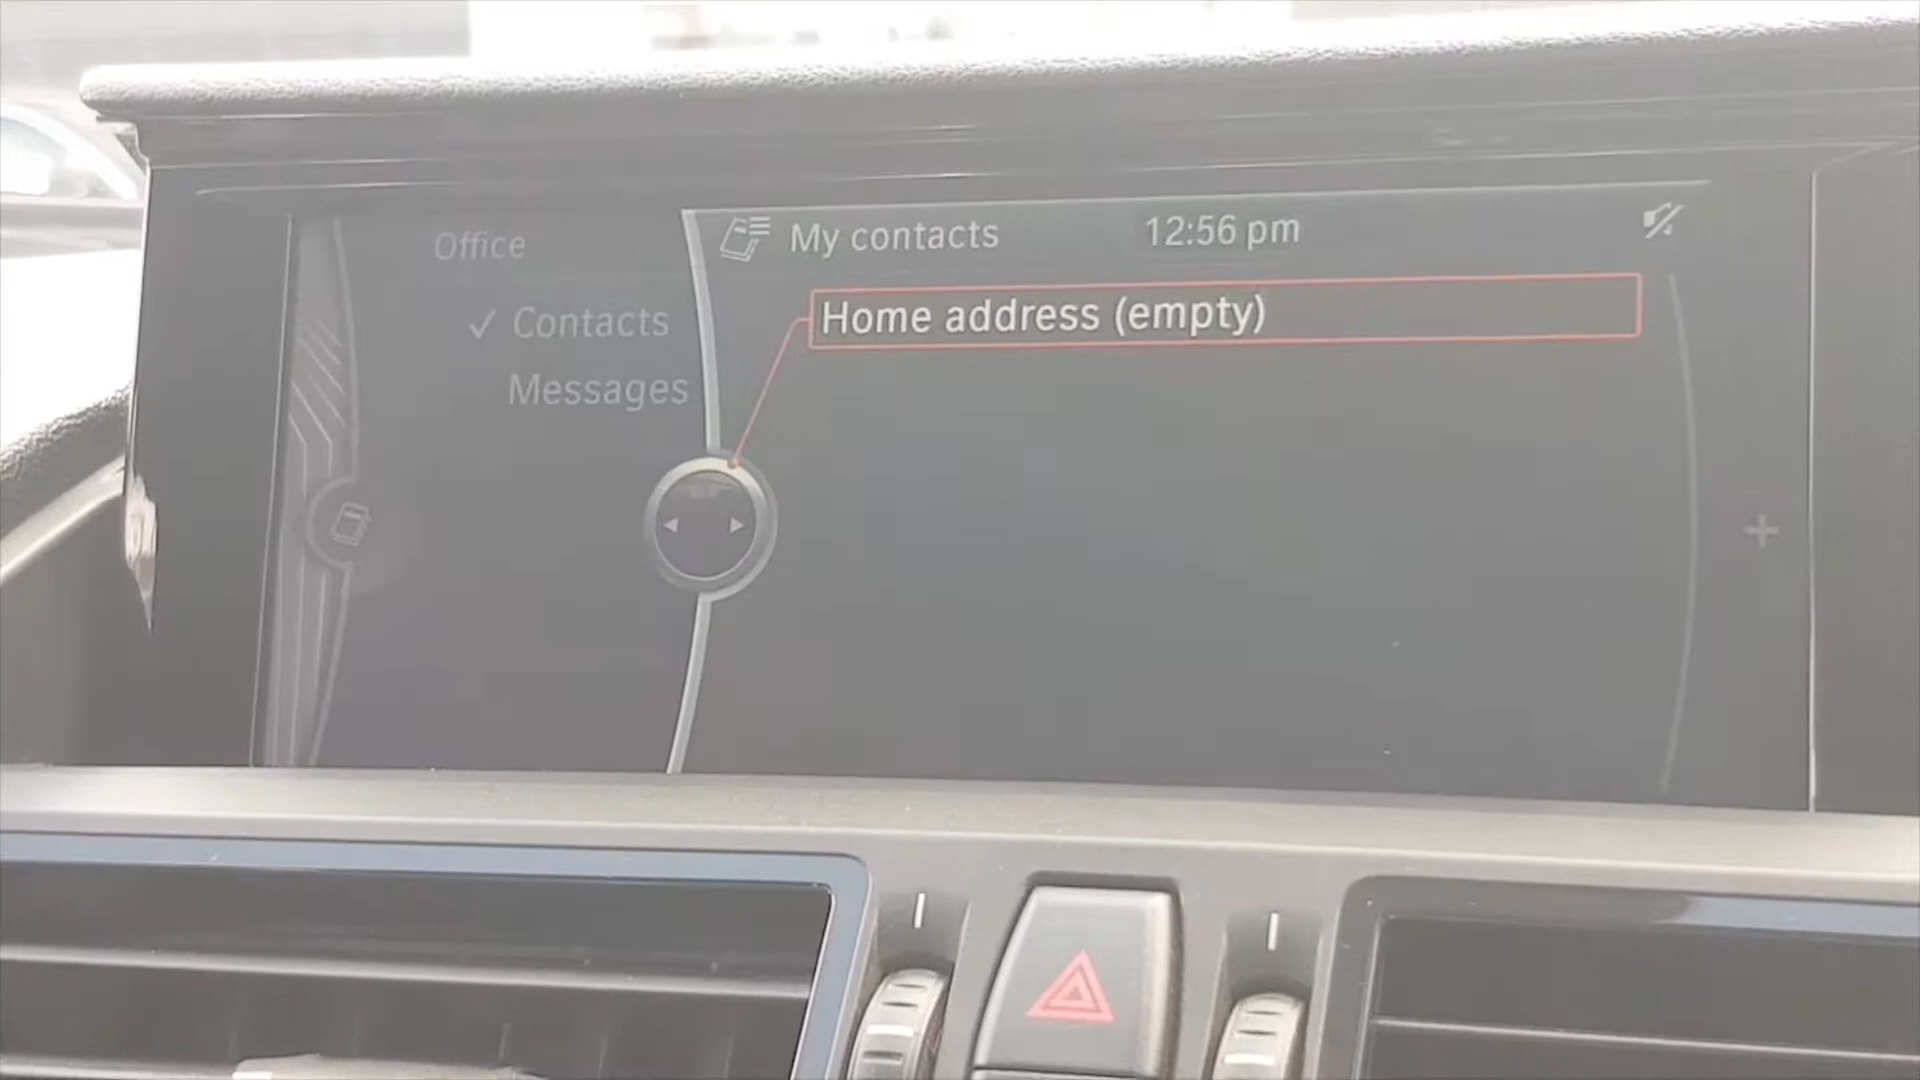 Office
✓ Contacts
Messages
My contacts
12:56 pm
Home address (empty)